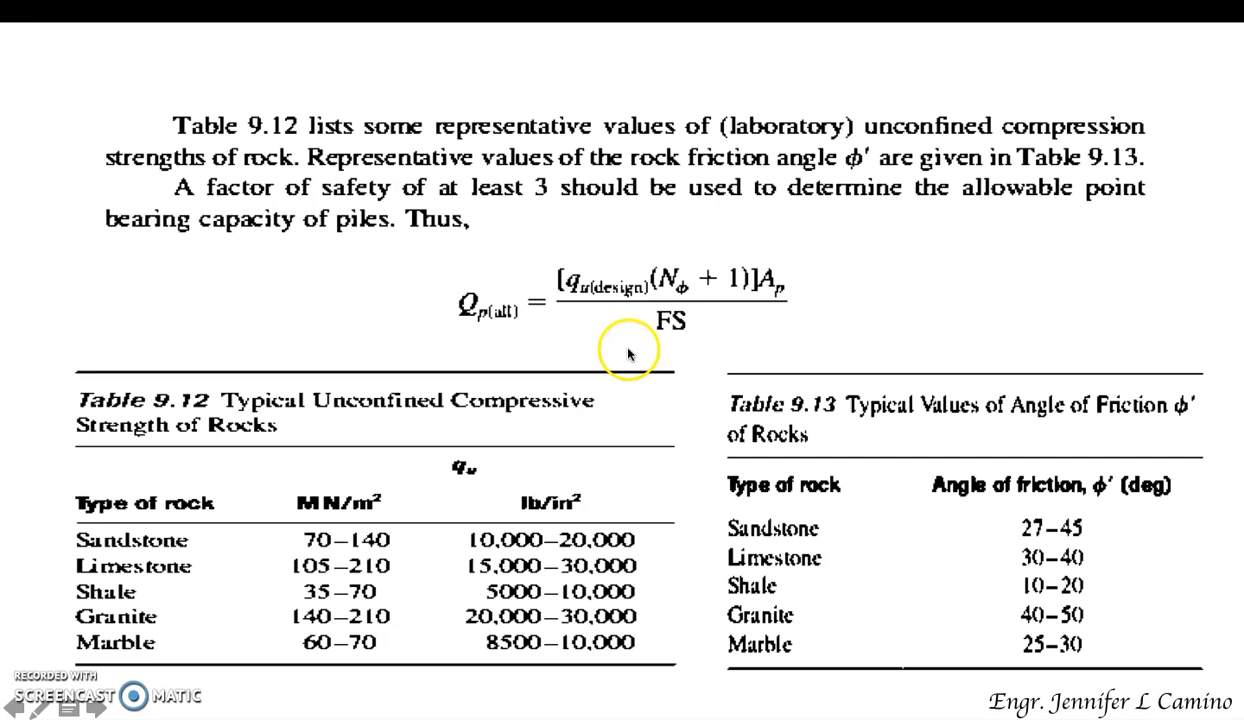 Table 9.12 lists some representative values of (laboratory) unconfined compression
strengths of rock. Representative values of the rock friction angle ϕ′ are given in Table 9.13.
A factor of safety of at least 3 should be used to determine the allowable point
bearing capacity of piles. Thus,
Q_p(all) = [q_u(design)(N_ϕ + 1)]A_p / FS
Table 9.12 Typical Unconfined Compressive
Strength of Rocks
q_u
Type of rock MN/m² lb/in²
Sandstone 70–140 10,000–20,000
Limestone 105–210 15,000–30,000
Shale 35–70 5000–10,000
Granite 140–210 20,000–30,000
Marble 60–70 8500–10,000
Table 9.13 Typical Values of Angle of Friction ϕ′
of Rocks
Type of rock Angle of friction, ϕ′ (deg)
Sandstone 27–45
Limestone 30–40
Shale 10–20
Granite 40–50
Marble 25–30
RECORDED WITH
SCREENCAST MATIC
Engr. Jennifer L Camino